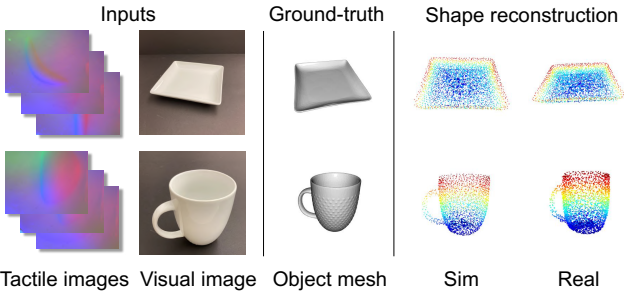 Inputs
Ground-truth
Shape reconstruction
Tactile images
Visual image
Object mesh
Sim
Real